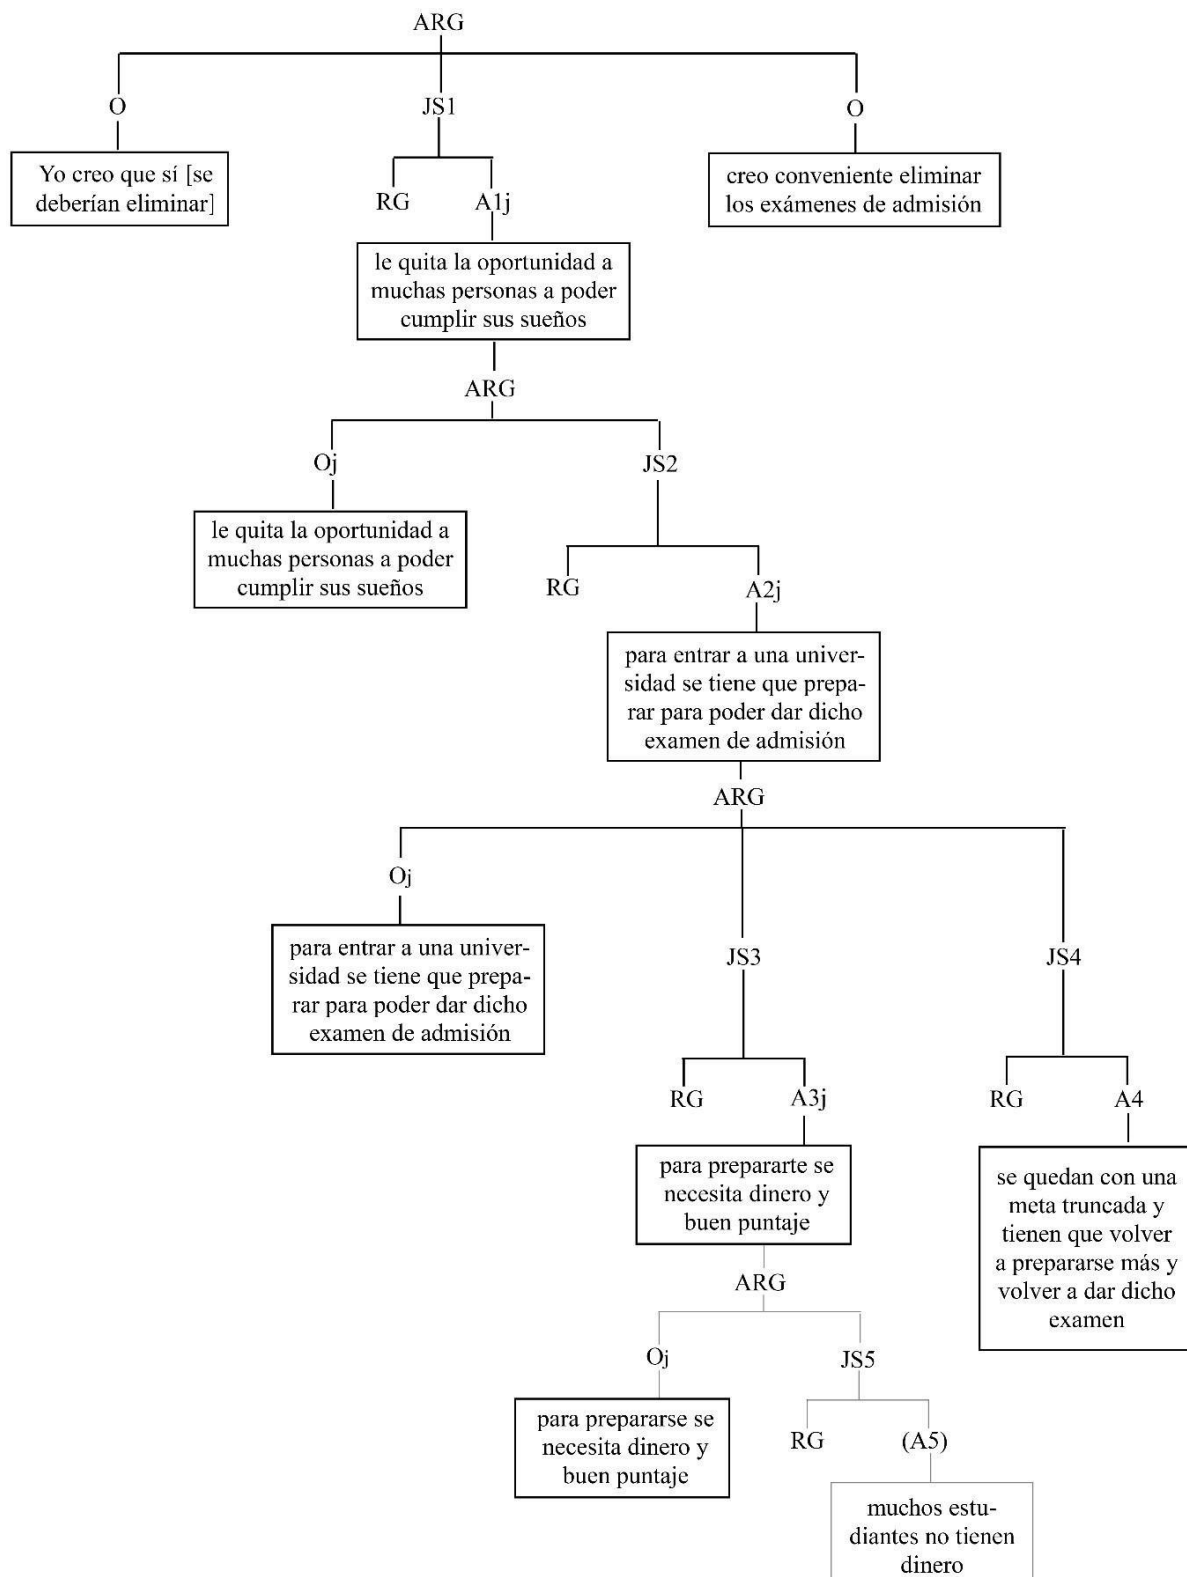 ARG
O
JS1
O
Yo creo que sí [se
deberían eliminar]
RG
A1j
creo conveniente eliminar
los exámenes de admisión
le quita la oportunidad a
muchas personas a poder
cumplir sus sueños
ARG
Oj
JS2
le quita la oportunidad a
muchas personas a poder
cumplir sus sueños
RG
A2j
para entrar a una univer-
sidad se tiene que prepa-
rar para poder dar dicho
examen de admisión
ARG
Oj
para entrar a una univer-
sidad se tiene que prepa-
rar para poder dar dicho
examen de admisión
JS3
JS4
RG
A3j
RG
A4
para prepararte se
necesita dinero y
buen puntaje
se quedan con una
meta truncada y
tienen que volver
a prepararse más y
volver a dar dicho
examen
ARG
Oj
JS5
para prepararse se
necesita dinero y
buen puntaje
RG
(A5)
muchos estu-
diantes no tienen
dinero